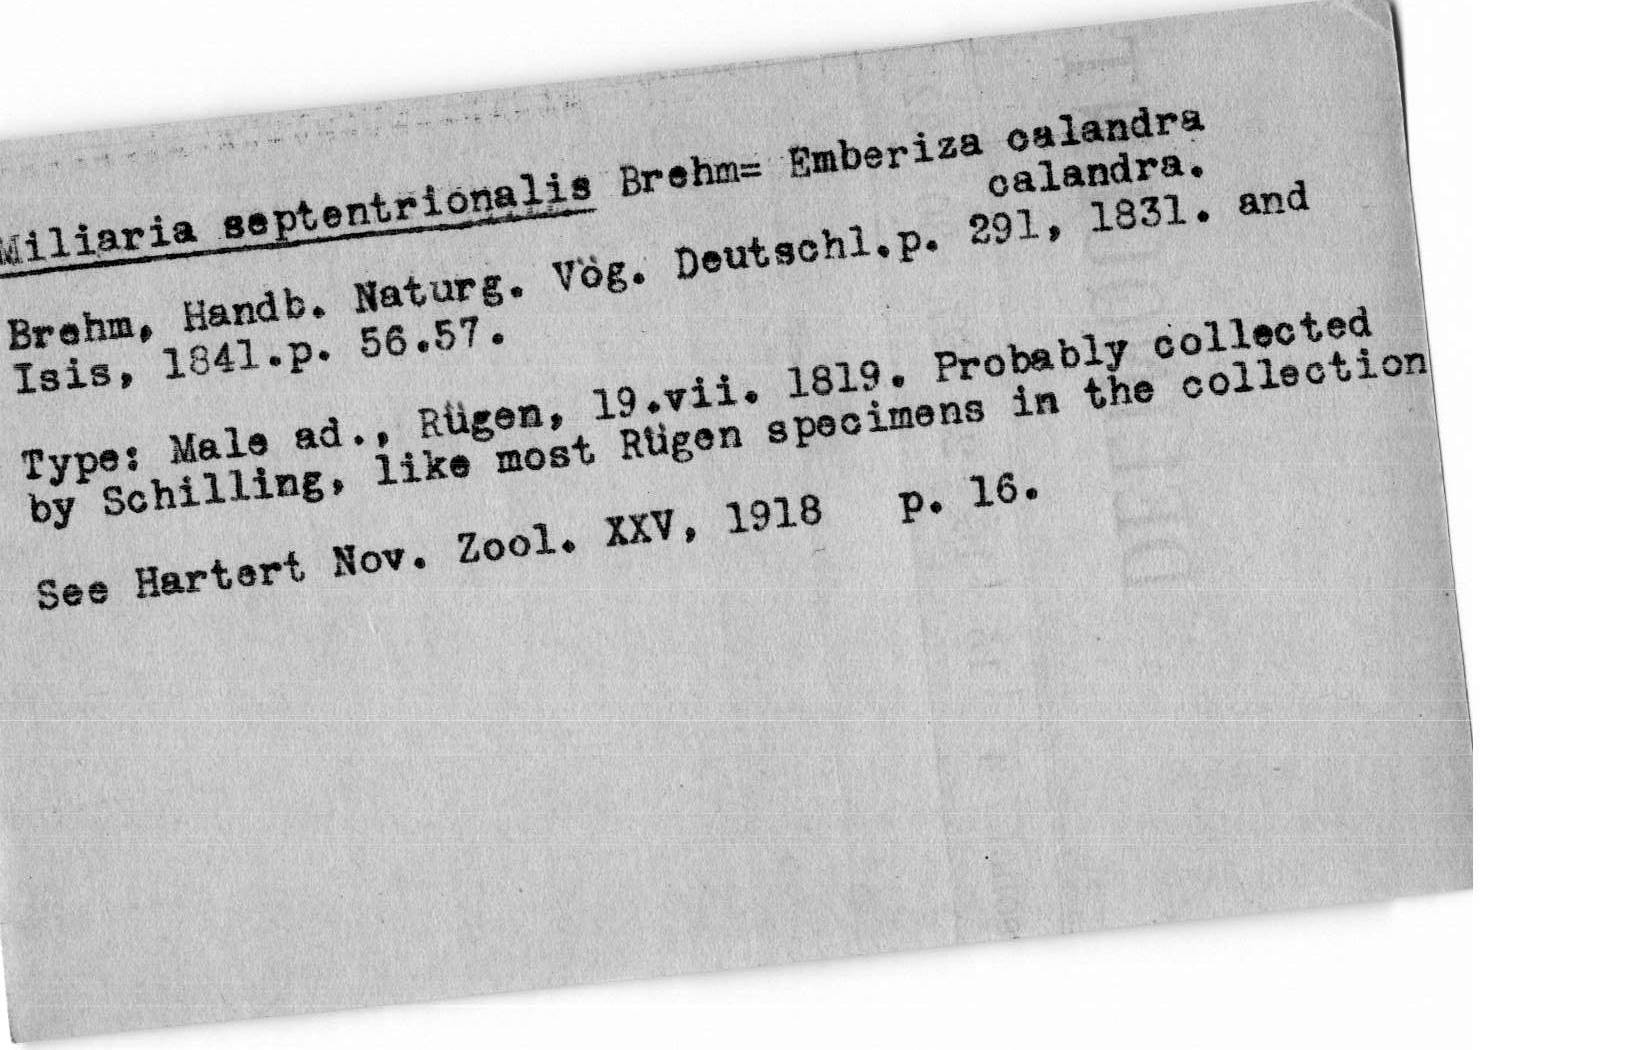 Miliaria septentrionalis Brehm= Emberiza calandra
calandra.
Brehm, Handb. Naturg. Vög. Deutschl.p. 291, 1831. and
Isis, 1841.p. 56.57.
Type: Male ad., Rügen, 19.vii. 1819. Probably collected
by Schilling, like most Rügen specimens in the collection
See Hartert Nov. Zool. XXV, 1918 p. 16.